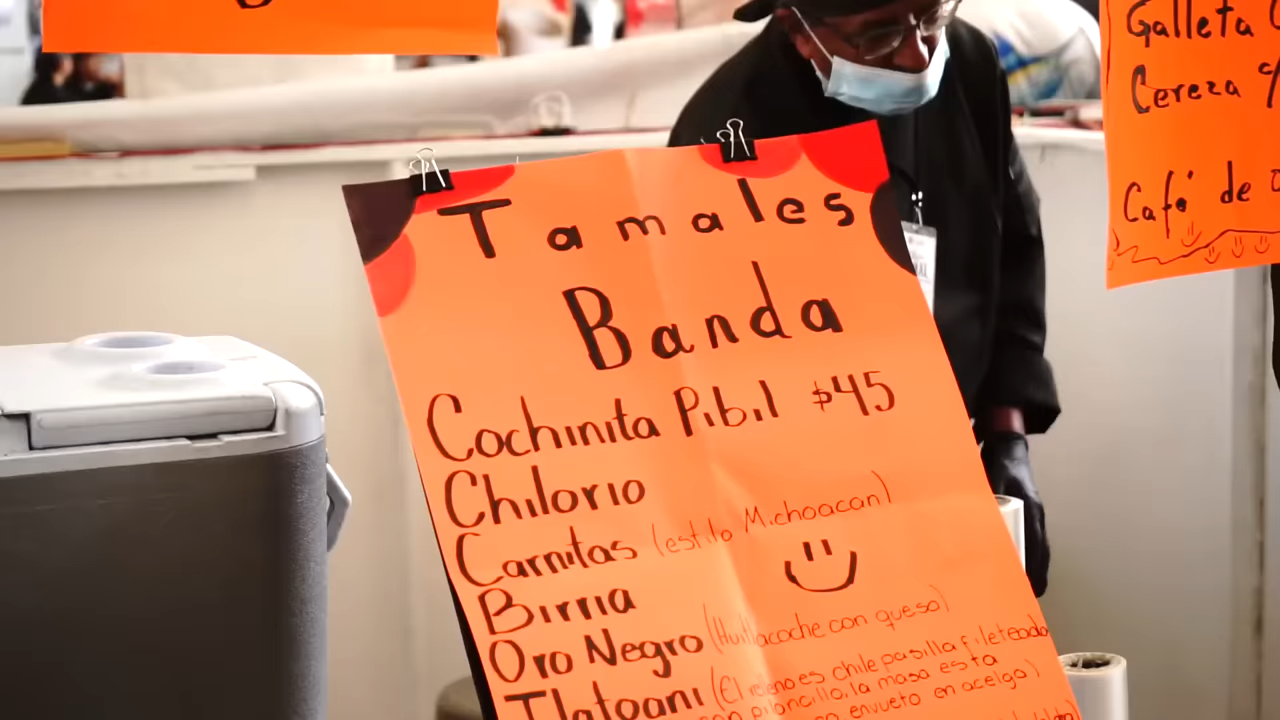 Tamales
Banda
Cochinita Pibil $45
Chilorio
Carnitas (estilo Michoacan)
Birria
Oro Negro (Huitlacoche con queso)
Tlatoani (El relleno es chile pasilla fileteado
con piloncillo, la masa esta
envueto en acelga)
Galleta
Cereza c/
Café de